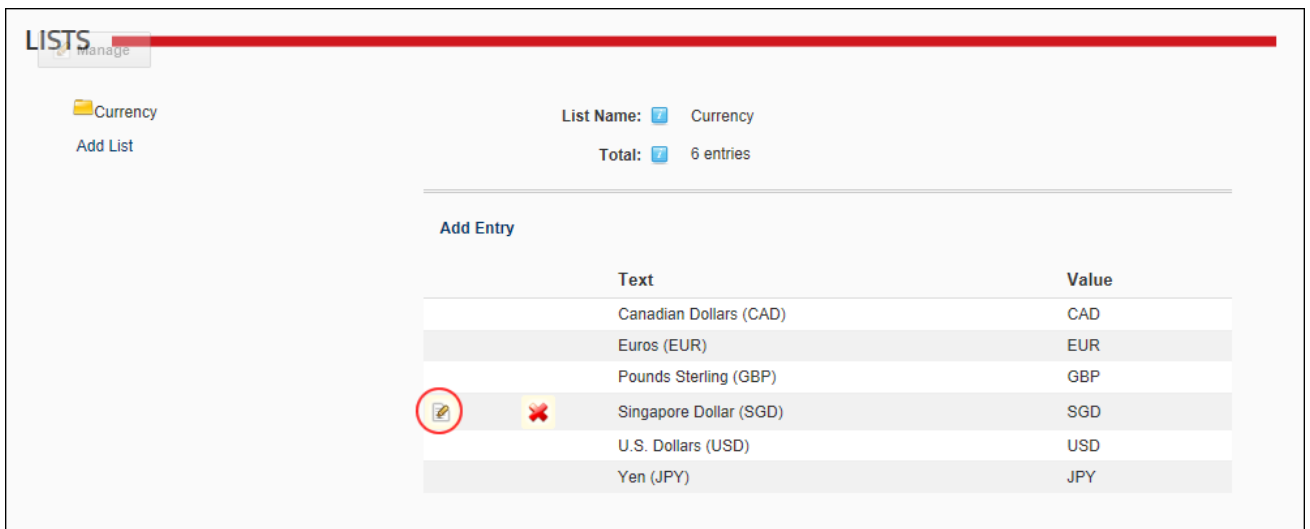 LISTS
Manage
Currency
Add List
List Name: Currency
Total: 6 entries
Add Entry
Text Value
Canadian Dollars (CAD) CAD
Euros (EUR) EUR
Pounds Sterling (GBP) GBP
Singapore Dollar (SGD) SGD
U.S. Dollars (USD) USD
Yen (JPY) JPY